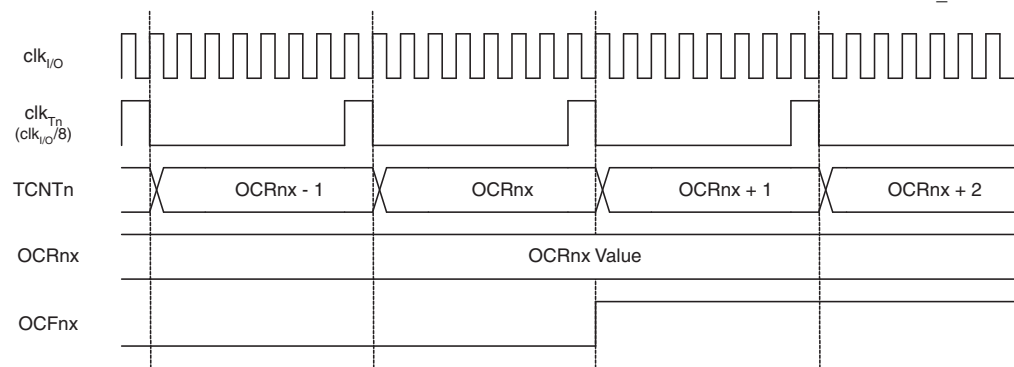 clkI/O
clkTn
(clkI/O/8)
TCNTn OCRnx - 1 OCRnx OCRnx + 1 OCRnx + 2
OCRnx OCRnx Value
OCFnx